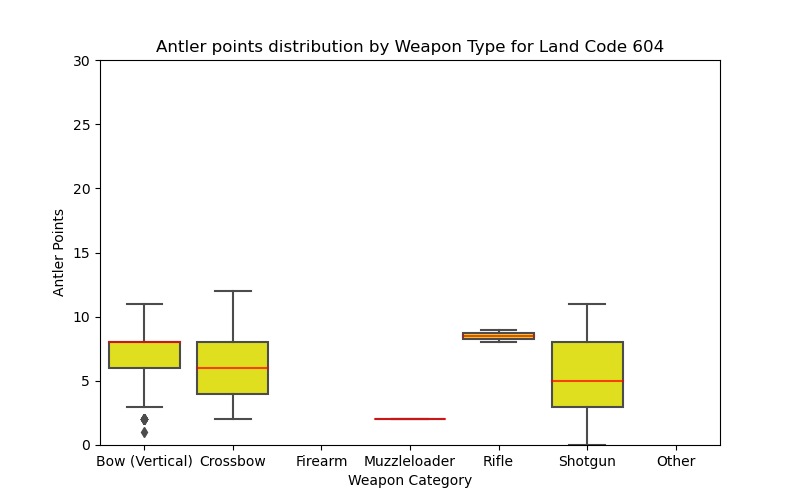 Antler points distribution by Weapon Type for Land Code 604
30
25
20
15
10
5
0
Antler Points
Bow (Vertical) Crossbow Firearm Muzzleloader Rifle Shotgun Other
Weapon Category